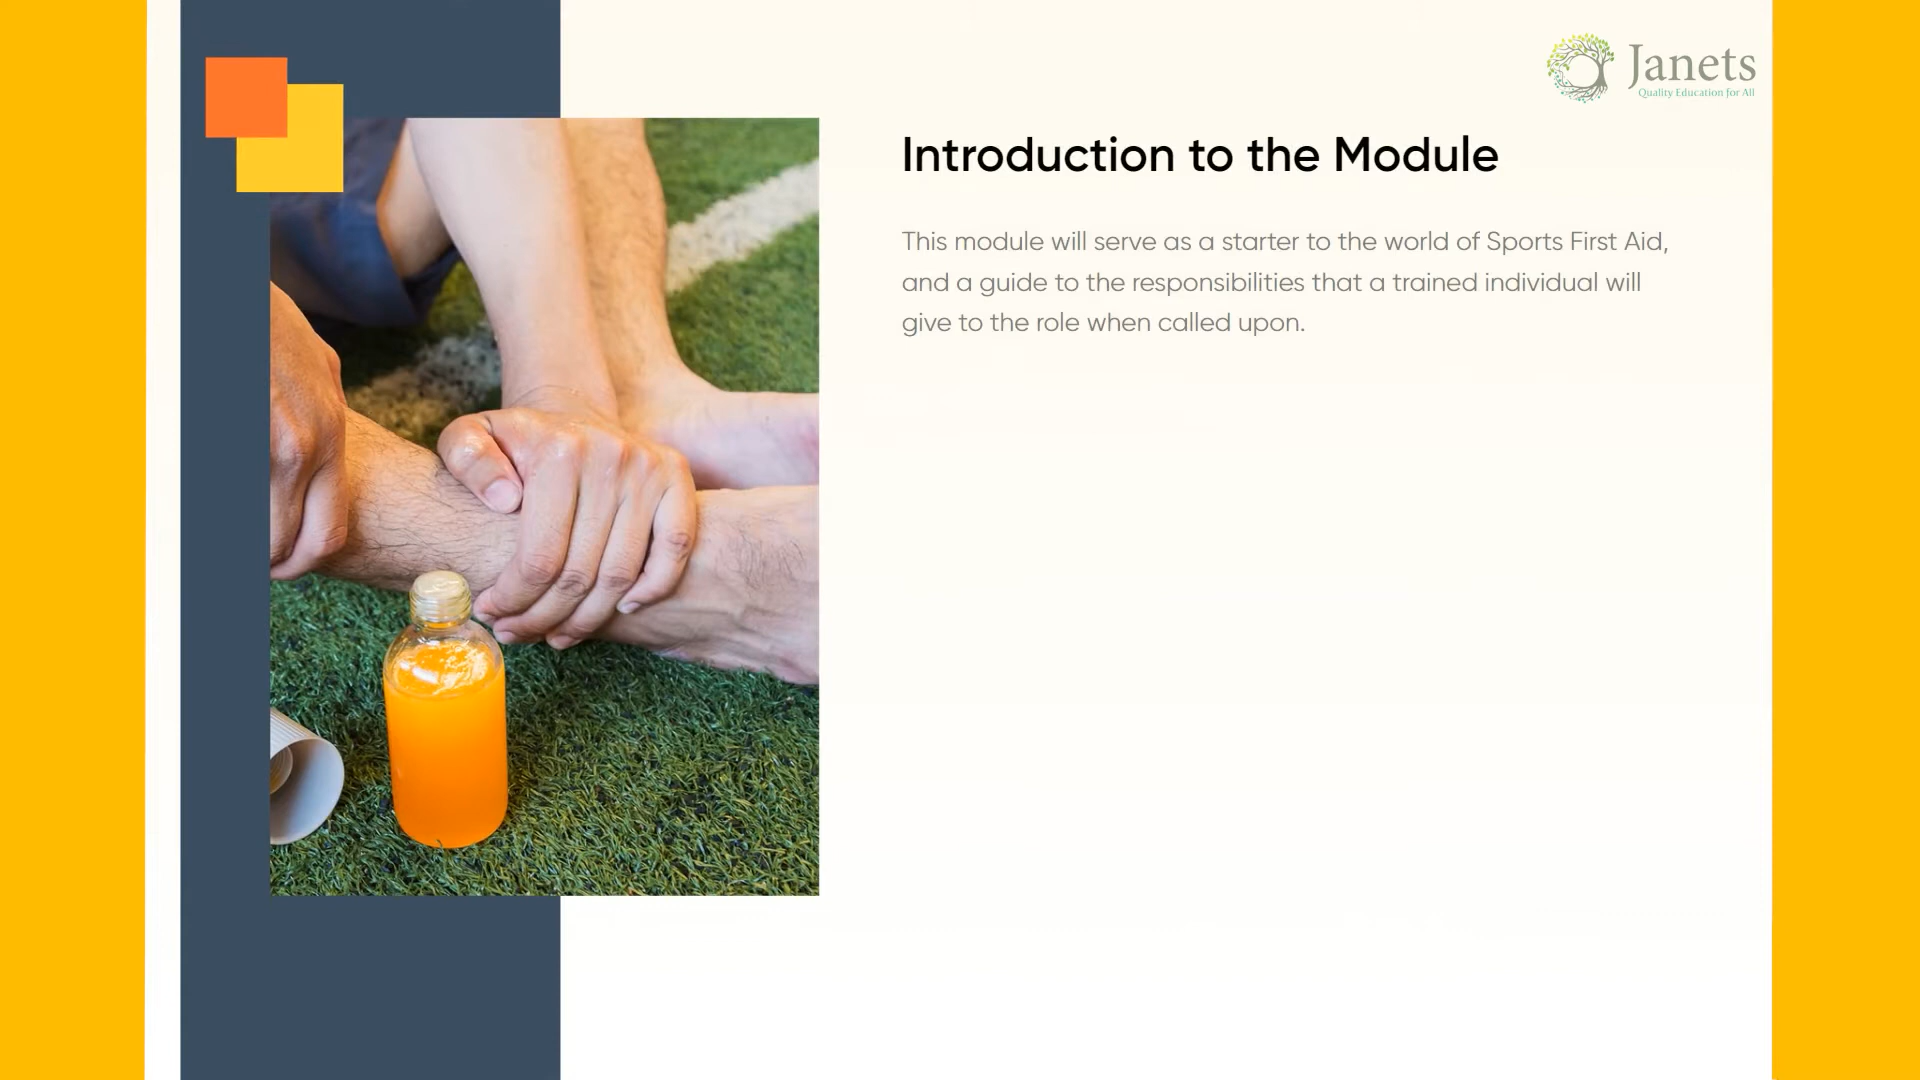 Janets
Quality Education for All
Introduction to the Module
This module will serve as a starter to the world of Sports First Aid,
and a guide to the responsibilities that a trained individual will
give to the role when called upon.